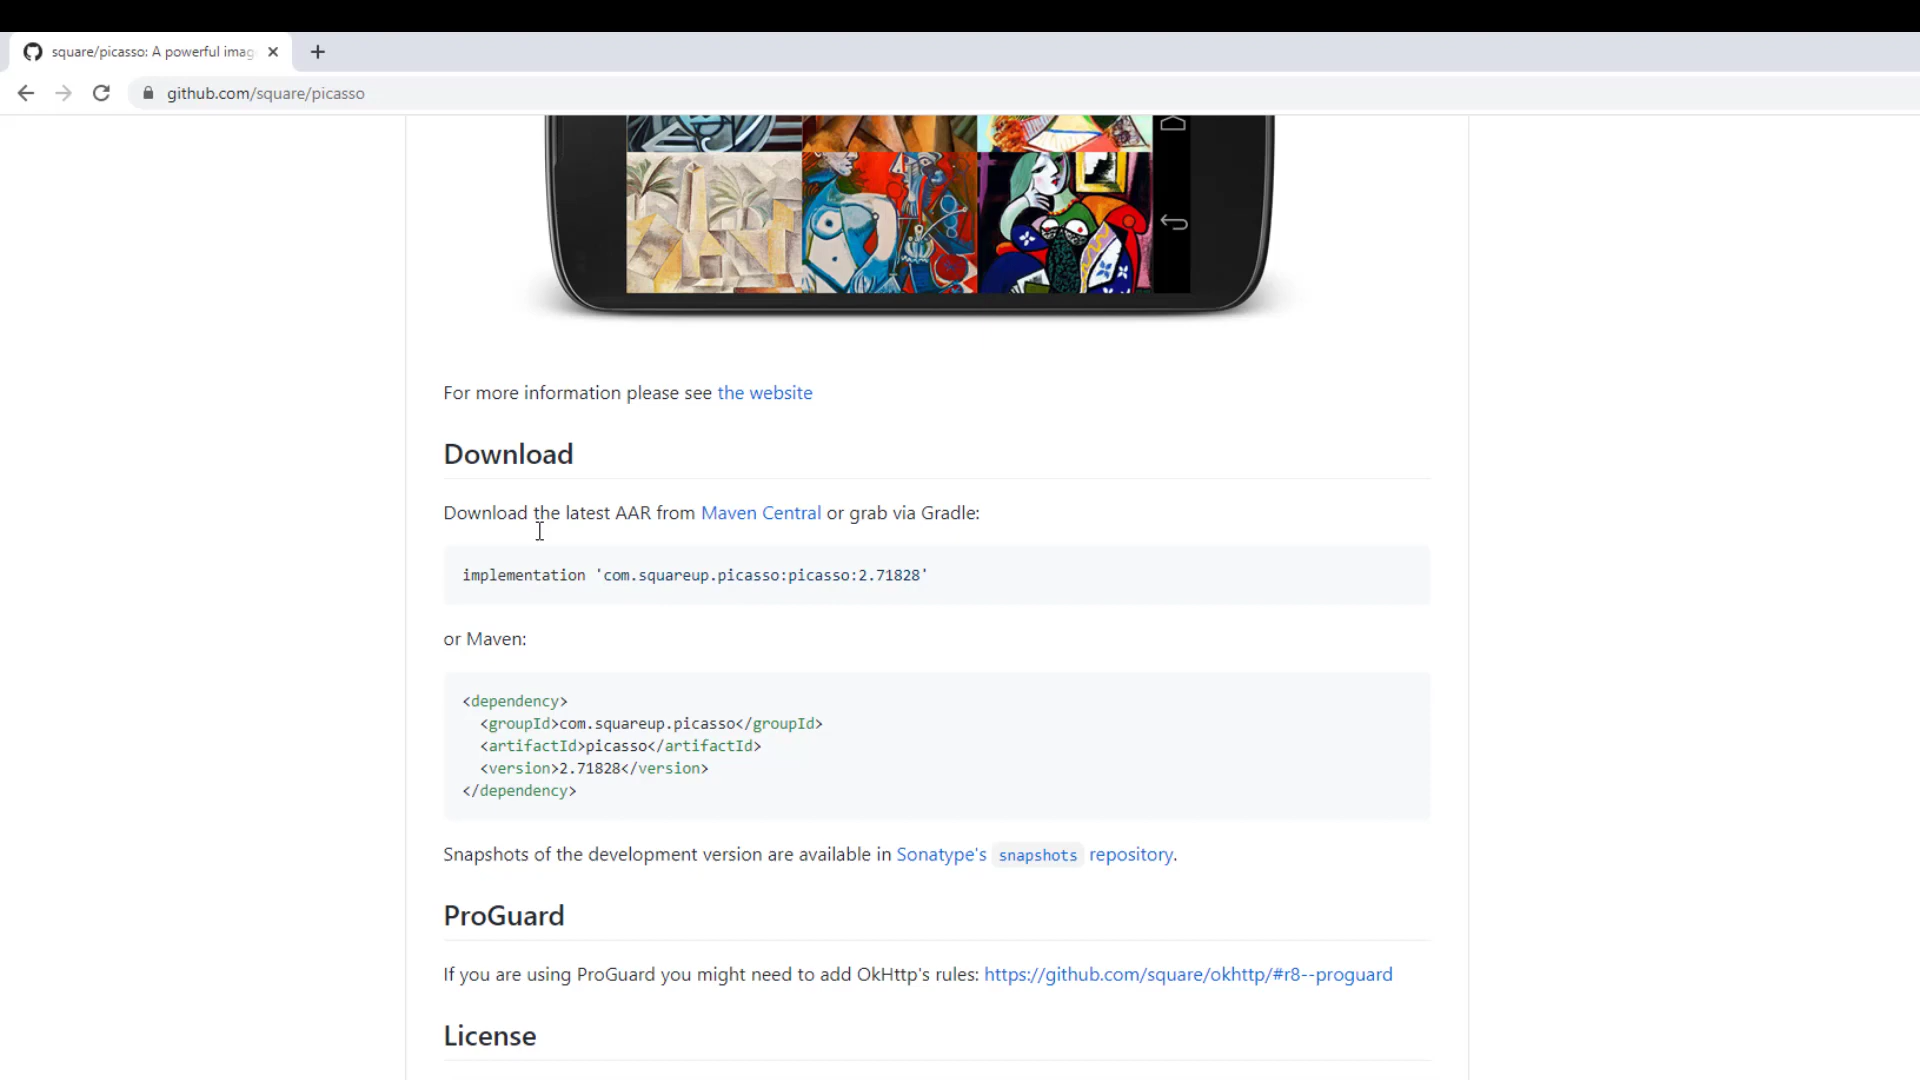 square/picasso: A powerful imag
github.com/square/picasso
For more information please see the website
Download
Download the latest AAR from Maven Central or grab via Gradle:
implementation 'com.squareup.picasso:picasso:2.71828'
or Maven:
<dependency>
  <groupId>com.squareup.picasso</groupId>
  <artifactId>picasso</artifactId>
  <version>2.71828</version>
</dependency>
Snapshots of the development version are available in Sonatype's snapshots repository.
ProGuard
If you are using ProGuard you might need to add OkHttp's rules: https://github.com/square/okhttp/#r8--proguard
License